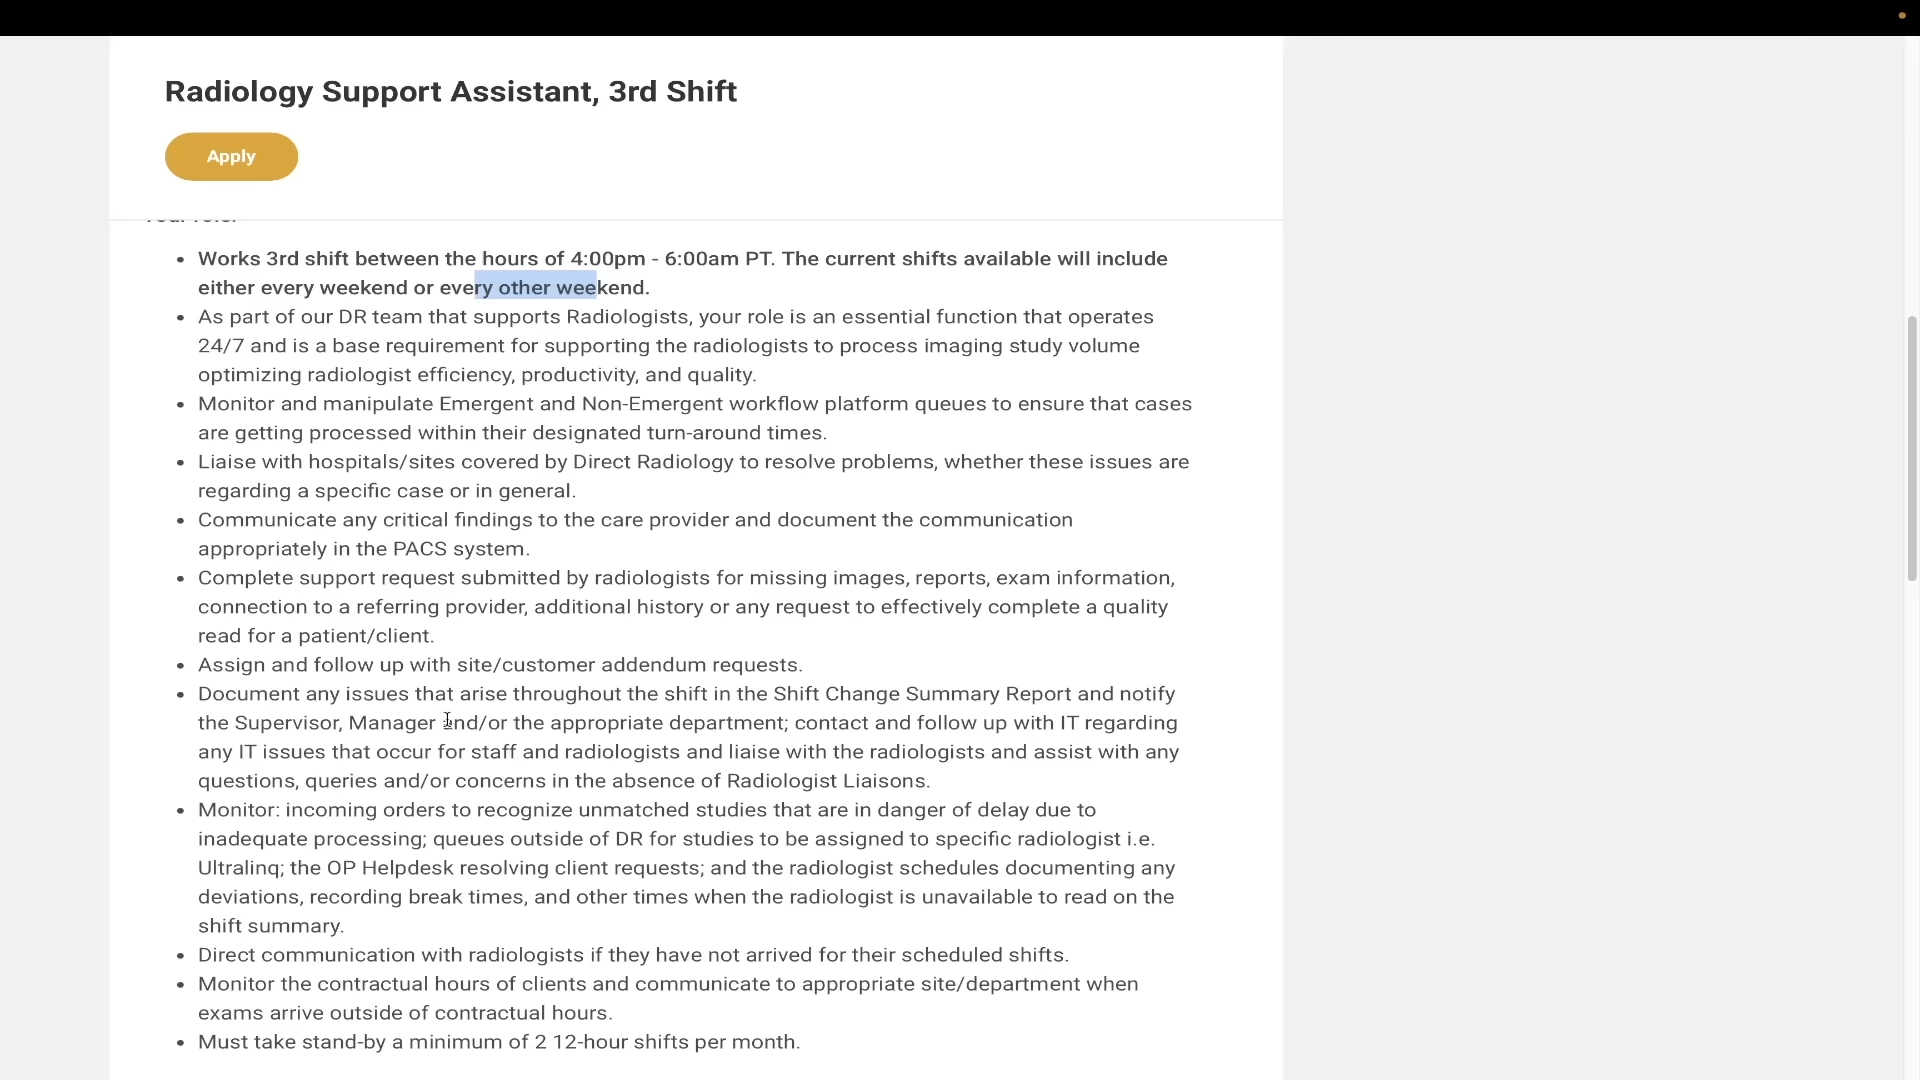 Radiology Support Assistant, 3rd Shift
Apply
Works 3rd shift between the hours of 4:00pm - 6:00am PT. The current shifts available will include
either every weekend or every other weekend.
As part of our DR team that supports Radiologists, your role is an essential function that operates
24/7 and is a base requirement for supporting the radiologists to process imaging study volume
optimizing radiologist efficiency, productivity, and quality.
Monitor and manipulate Emergent and Non-Emergent workflow platform queues to ensure that cases
are getting processed within their designated turn-around times.
Liaise with hospitals/sites covered by Direct Radiology to resolve problems, whether these issues are
regarding a specific case or in general.
Communicate any critical findings to the care provider and document the communication
appropriately in the PACS system.
Complete support request submitted by radiologists for missing images, reports, exam information,
connection to a referring provider, additional history or any request to effectively complete a quality
read for a patient/client.
Assign and follow up with site/customer addendum requests.
Document any issues that arise throughout the shift in the Shift Change Summary Report and notify
the Supervisor, Manager and/or the appropriate department; contact and follow up with IT regarding
any IT issues that occur for staff and radiologists and liaise with the radiologists and assist with any
questions, queries and/or concerns in the absence of Radiologist Liaisons.
Monitor: incoming orders to recognize unmatched studies that are in danger of delay due to
inadequate processing; queues outside of DR for studies to be assigned to specific radiologist i.e.
Ultralinq; the OP Helpdesk resolving client requests; and the radiologist schedules documenting any
deviations, recording break times, and other times when the radiologist is unavailable to read on the
shift summary.
Direct communication with radiologists if they have not arrived for their scheduled shifts.
Monitor the contractual hours of clients and communicate to appropriate site/department when
exams arrive outside of contractual hours.
Must take stand-by a minimum of 2 12-hour shifts per month.